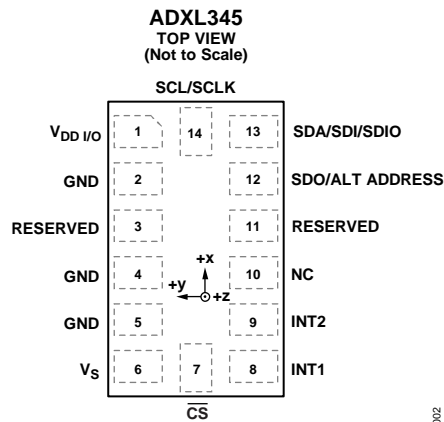 ADXL345
TOP VIEW
(Not to Scale)
SCL/SCLK
VDD I/O 1 14 13 SDA/SDI/SDIO
GND 2 12 SDO/ALT ADDRESS
RESERVED 3 11 RESERVED
+x
GND 4 +y +z 10 NC
GND 5 9 INT2
VS 6 7 8 INT1
CS
002